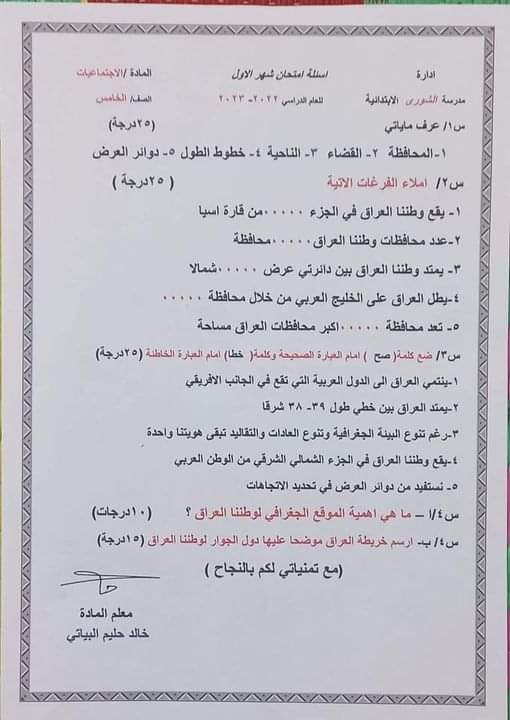 ادارة
اسئلة امتحان شهر الاول
المادة /الاجتماعيات
مدرسة الشورى الابتدائية
للعام الدراسي ٢٠٢٢- ٢٠٢٣
الصف/ الخامس
س١/ عرف ماياتي (٢٥درجة)
١-المحافظة ٢- القضاء ٣- الناحية ٤- خطوط الطول ٥- دوائر العرض
س٢/ املاء الفرغات الاتية (٢٥درجة )
١- يقع وطننا العراق في الجزء ٠٠٠٠٠من قارة اسيا
٢-عدد محافظات وطننا العراق٠٠٠٠٠محافظة
٣- يمتد وطننا العراق بين دائرتي عرض ٠٠٠٠٠شمالا
٤-يطل العراق على الخليج العربي من خلال محافظة ٠٠٠٠٠
٥- تعد محافظة ٠٠٠٠٠اكبر محافظات العراق مساحة
س٣/ ضع كلمة( صح ) امام العبارة الصحيحة وكلمة( خطا) امام العبارة الخاطئة (٢٥درجة)
١-ينتمي العراق الى الدول العربية التي تقع في الجانب الافريقي
٢-يمتد العراق بين خطي طول ٣٩- ٣٨ شرقا
٣-رغم تنوع البيئة الجغرافية وتنوع العادات والتقاليد تبقى هويتنا واحدة
٤-يقع وطننا العراق في الجزء الشمالي الشرقي من الوطن العربي
٥- نستفيد من دوائر العرض في تحديد الاتجاهات
س٤/ا – ما هي اهمية الموقع الجغرافي لوطننا العراق ؟ (١٠درجات)
س٤/ ب- ارسم خريطة العراق موضحا عليها دول الجوار لوطننا العراق (١٥درجة)
(مع تمنياتي لكم بالنجاح )
معلم المادة
خالد حليم البياتي